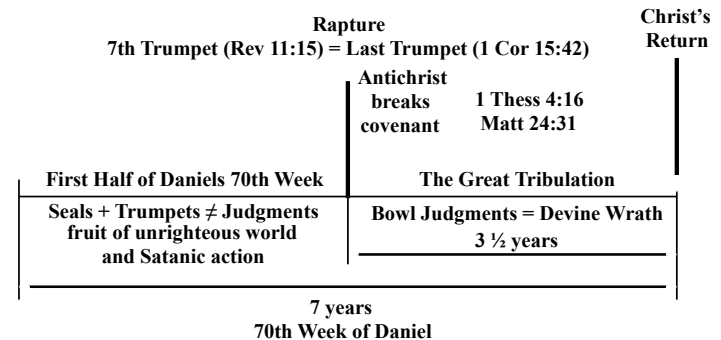 Rapture
7th Trumpet (Rev 11:15) = Last Trumpet (1 Cor 15:42)
Christ's
Return
Antichrist
breaks
covenant
1 Thess 4:16
Matt 24:31
First Half of Daniels 70th Week
The Great Tribulation
Seals + Trumpets ≠ Judgments
fruit of unrighteous world
and Satanic action
Bowl Judgments = Devine Wrath
3 ½ years
7 years
70th Week of Daniel